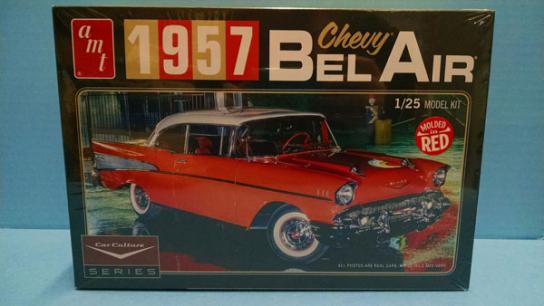 amt
1957
Chevy
BEL AIR
1/25 MODEL KIT
MOLDED
in
RED
Car Culture
SERIES